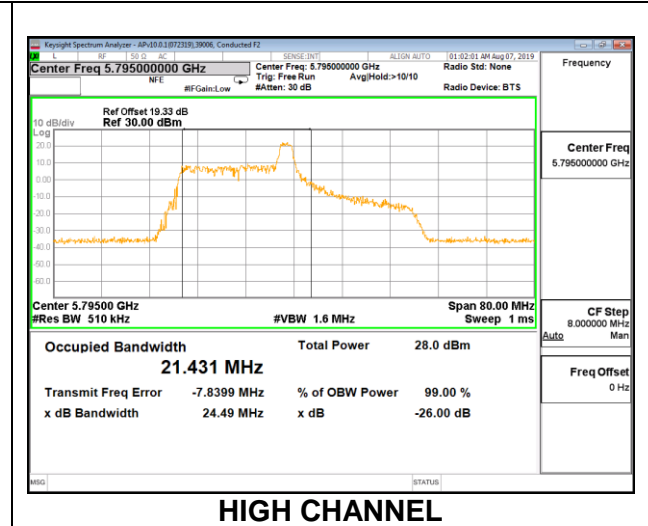 Keysight Spectrum Analyzer - APv10.0.1(072319),39006, Conducted F2
L RF 50 Ω AC SENSE:INT ALIGN AUTO 01:02:01 AM Aug 07, 2019
Center Freq 5.795000000 GHz Center Freq: 5.795000000 GHz Radio Std: None Frequency
NFE Trig: Free Run Avg|Hold:>10/10
#IFGain:Low #Atten: 30 dB Radio Device: BTS
Ref Offset 19.33 dB
10 dB/div Ref 30.00 dBm
Log
20.0
10.0
0.00
-10.0
-20.0
-30.0
-40.0
-50.0
-60.0
Center Freq
5.795000000 GHz
Center 5.79500 GHz Span 80.00 MHz
#Res BW 510 kHz #VBW 1.6 MHz Sweep 1 ms
CF Step
8.000000 MHz
Auto Man
Occupied Bandwidth Total Power 28.0 dBm
21.431 MHz
Freq Offset
0 Hz
Transmit Freq Error -7.8399 MHz % of OBW Power 99.00 %
x dB Bandwidth 24.49 MHz x dB -26.00 dB
MSG STATUS
HIGH CHANNEL